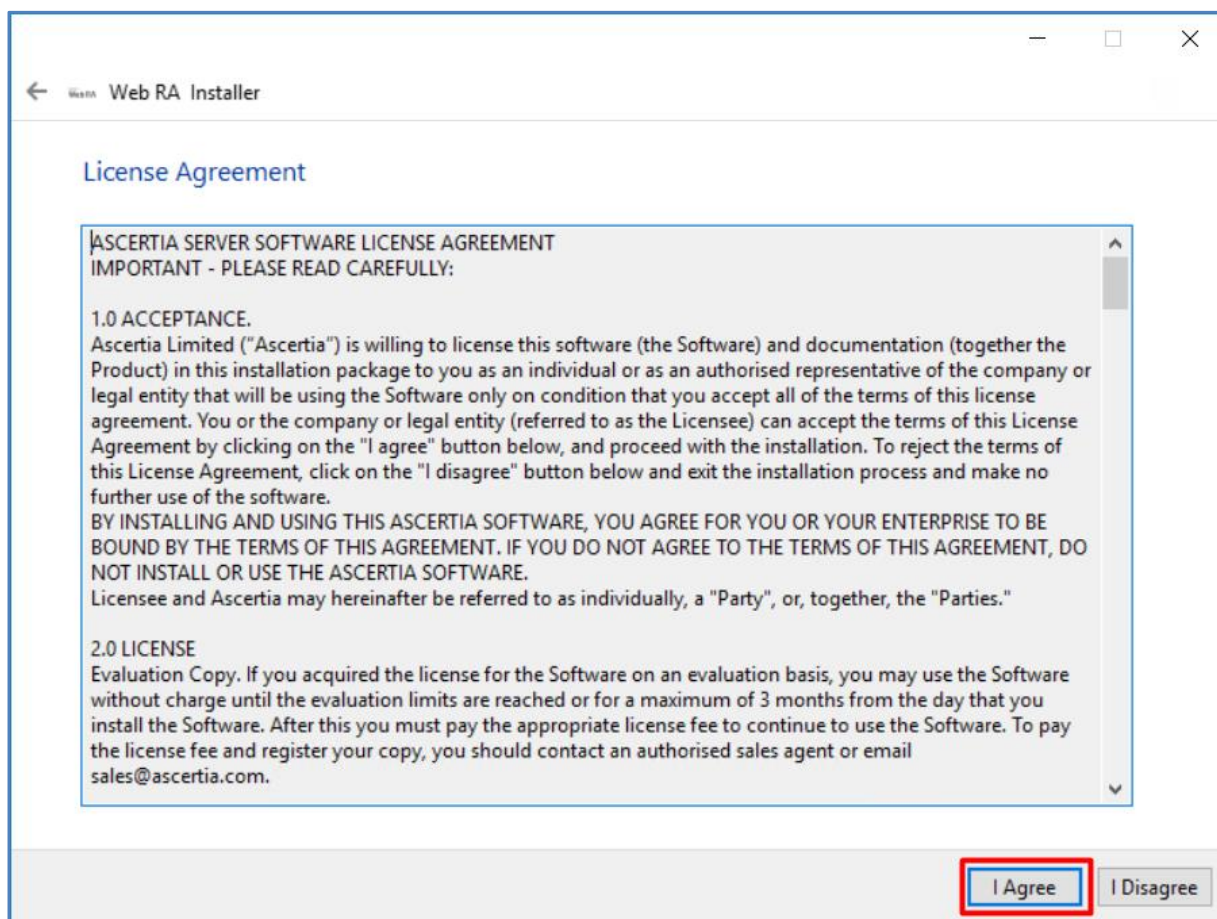 Web RA Installer
License Agreement
ASCERTIA SERVER SOFTWARE LICENSE AGREEMENT
IMPORTANT - PLEASE READ CAREFULLY:
1.0 ACCEPTANCE.
Ascertia Limited ("Ascertia") is willing to license this software (the Software) and documentation (together the
Product) in this installation package to you as an individual or as an authorised representative of the company or
legal entity that will be using the Software only on condition that you accept all of the terms of this license
agreement. You or the company or legal entity (referred to as the Licensee) can accept the terms of this License
Agreement by clicking on the "I agree" button below, and proceed with the installation. To reject the terms of
this License Agreement, click on the "I disagree" button below and exit the installation process and make no
further use of the software.
BY INSTALLING AND USING THIS ASCERTIA SOFTWARE, YOU AGREE FOR YOU OR YOUR ENTERPRISE TO BE
BOUND BY THE TERMS OF THIS AGREEMENT. IF YOU DO NOT AGREE TO THE TERMS OF THIS AGREEMENT, DO
NOT INSTALL OR USE THE ASCERTIA SOFTWARE.
Licensee and Ascertia may hereinafter be referred to as individually, a "Party", or, together, the "Parties."
2.0 LICENSE
Evaluation Copy. If you acquired the license for the Software on an evaluation basis, you may use the Software
without charge until the evaluation limits are reached or for a maximum of 3 months from the day that you
install the Software. After this you must pay the appropriate license fee to continue to use the Software. To pay
the license fee and register your copy, you should contact an authorised sales agent or email
sales@ascertia.com.
I Agree I Disagree